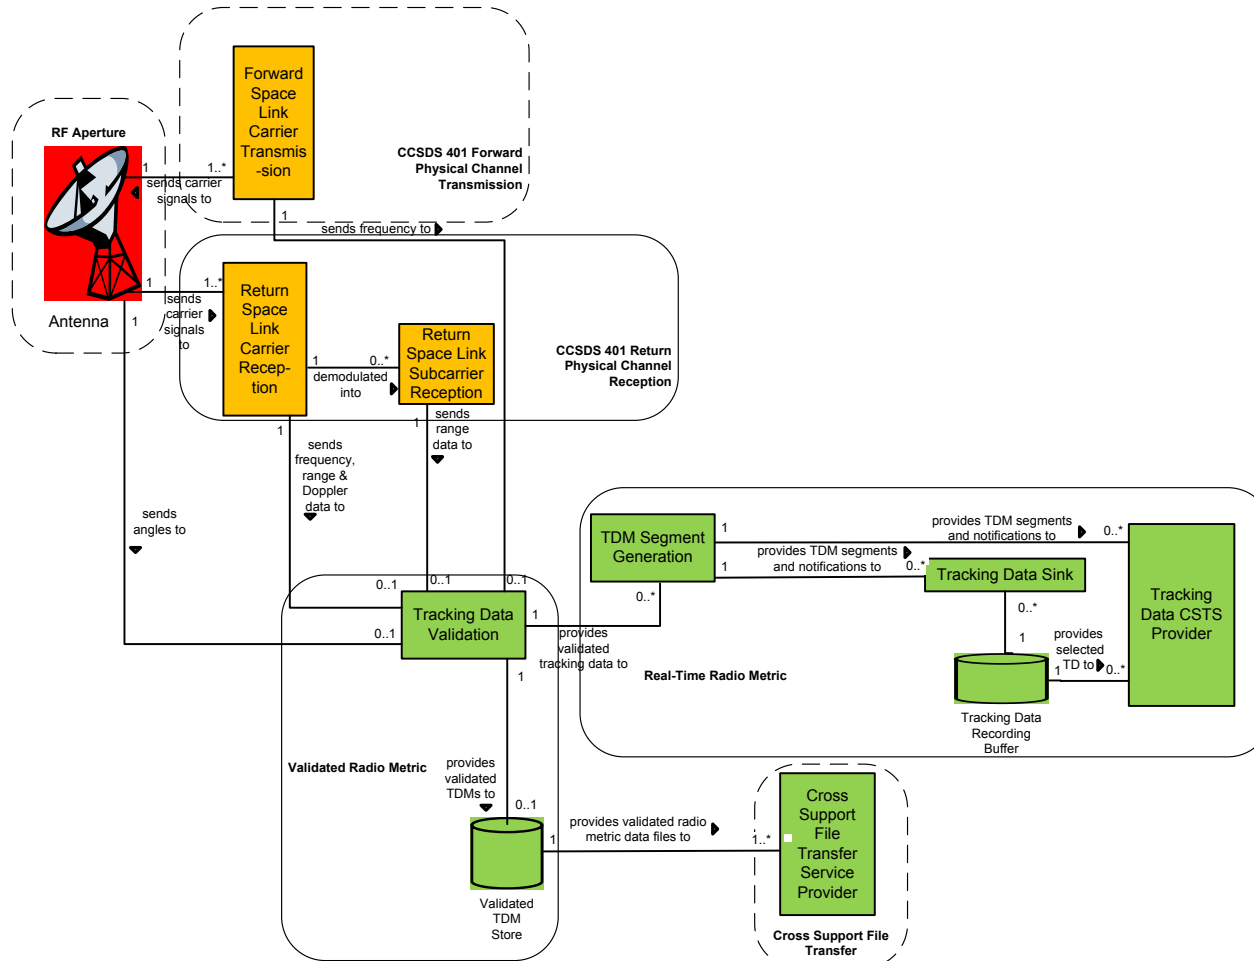 Forward
Space
Link
Carrier
Transmis
-sion
CCSDS 401 Forward
Physical Channel
Transmission
RF Aperture
1
1..*
sends carrier
signals to
Antenna
1
sends frequency to
1
1..*
sends
carrier
signals
to
1
Return
Space
Link
Carrier
Recep-
tion
1
0..*
demodulated
into
Return
Space Link
Subcarrier
Reception
CCSDS 401 Return
Physical Channel
Reception
1
sends
frequency,
range &
Doppler
data to
1
sends
range
data to
sends
angles to
0..1
0..1
0..1
0..1
Tracking Data
Validation
1
provides
validated
tracking data to
1
TDM Segment
Generation
0..*
1
provides TDM segments
and notifications to
0..*
1
provides TDM segments
and notifications to
0..*
Tracking Data Sink
0..*
1
Tracking
Data CSTS
Provider
provides
selected
TD to
1
0..*
Tracking Data
Recording
Buffer
Real-Time Radio Metric
Validated Radio Metric
provides
validated
TDMs to
0..1
Validated
TDM
Store
1
provides validated radio
metric data files to
1..*
Cross
Support
File
Transfer
Service
Provider
Cross Support File
Transfer